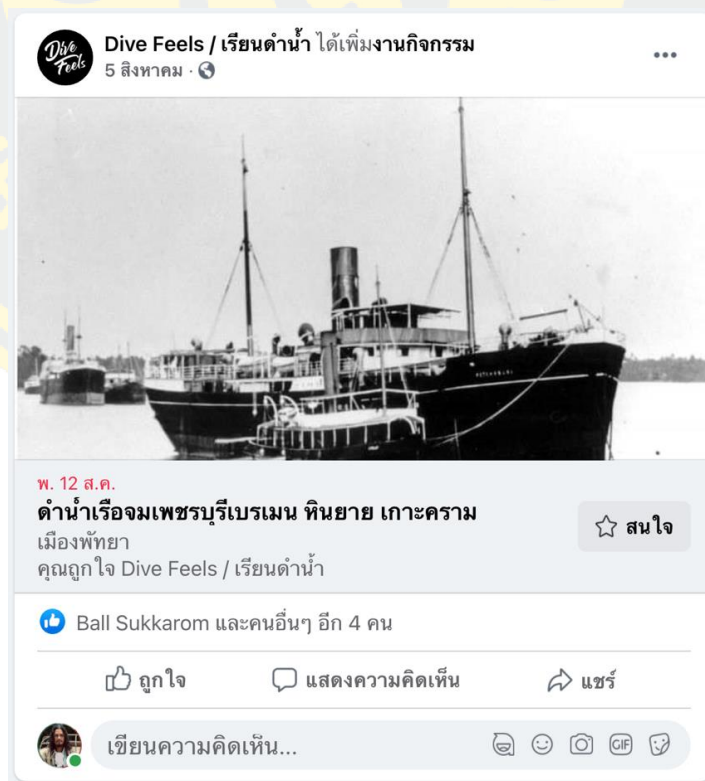 Dive Feels
Dive Feels / เรียนดำน้ำ ได้เพิ่มงานกิจกรรม
5 สิงหาคม ·
PETCHABURI
พ. 12 ส.ค.
ดำน้ำเรือจมเพชรบุรีเบรเมน หินยาย เกาะคราม
เมืองพัทยา
คุณถูกใจ Dive Feels / เรียนดำน้ำ
สนใจ
Ball Sukkarom และคนอื่นๆ อีก 4 คน
ถูกใจ
แสดงความคิดเห็น
แชร์
เขียนความคิดเห็น...
GIF